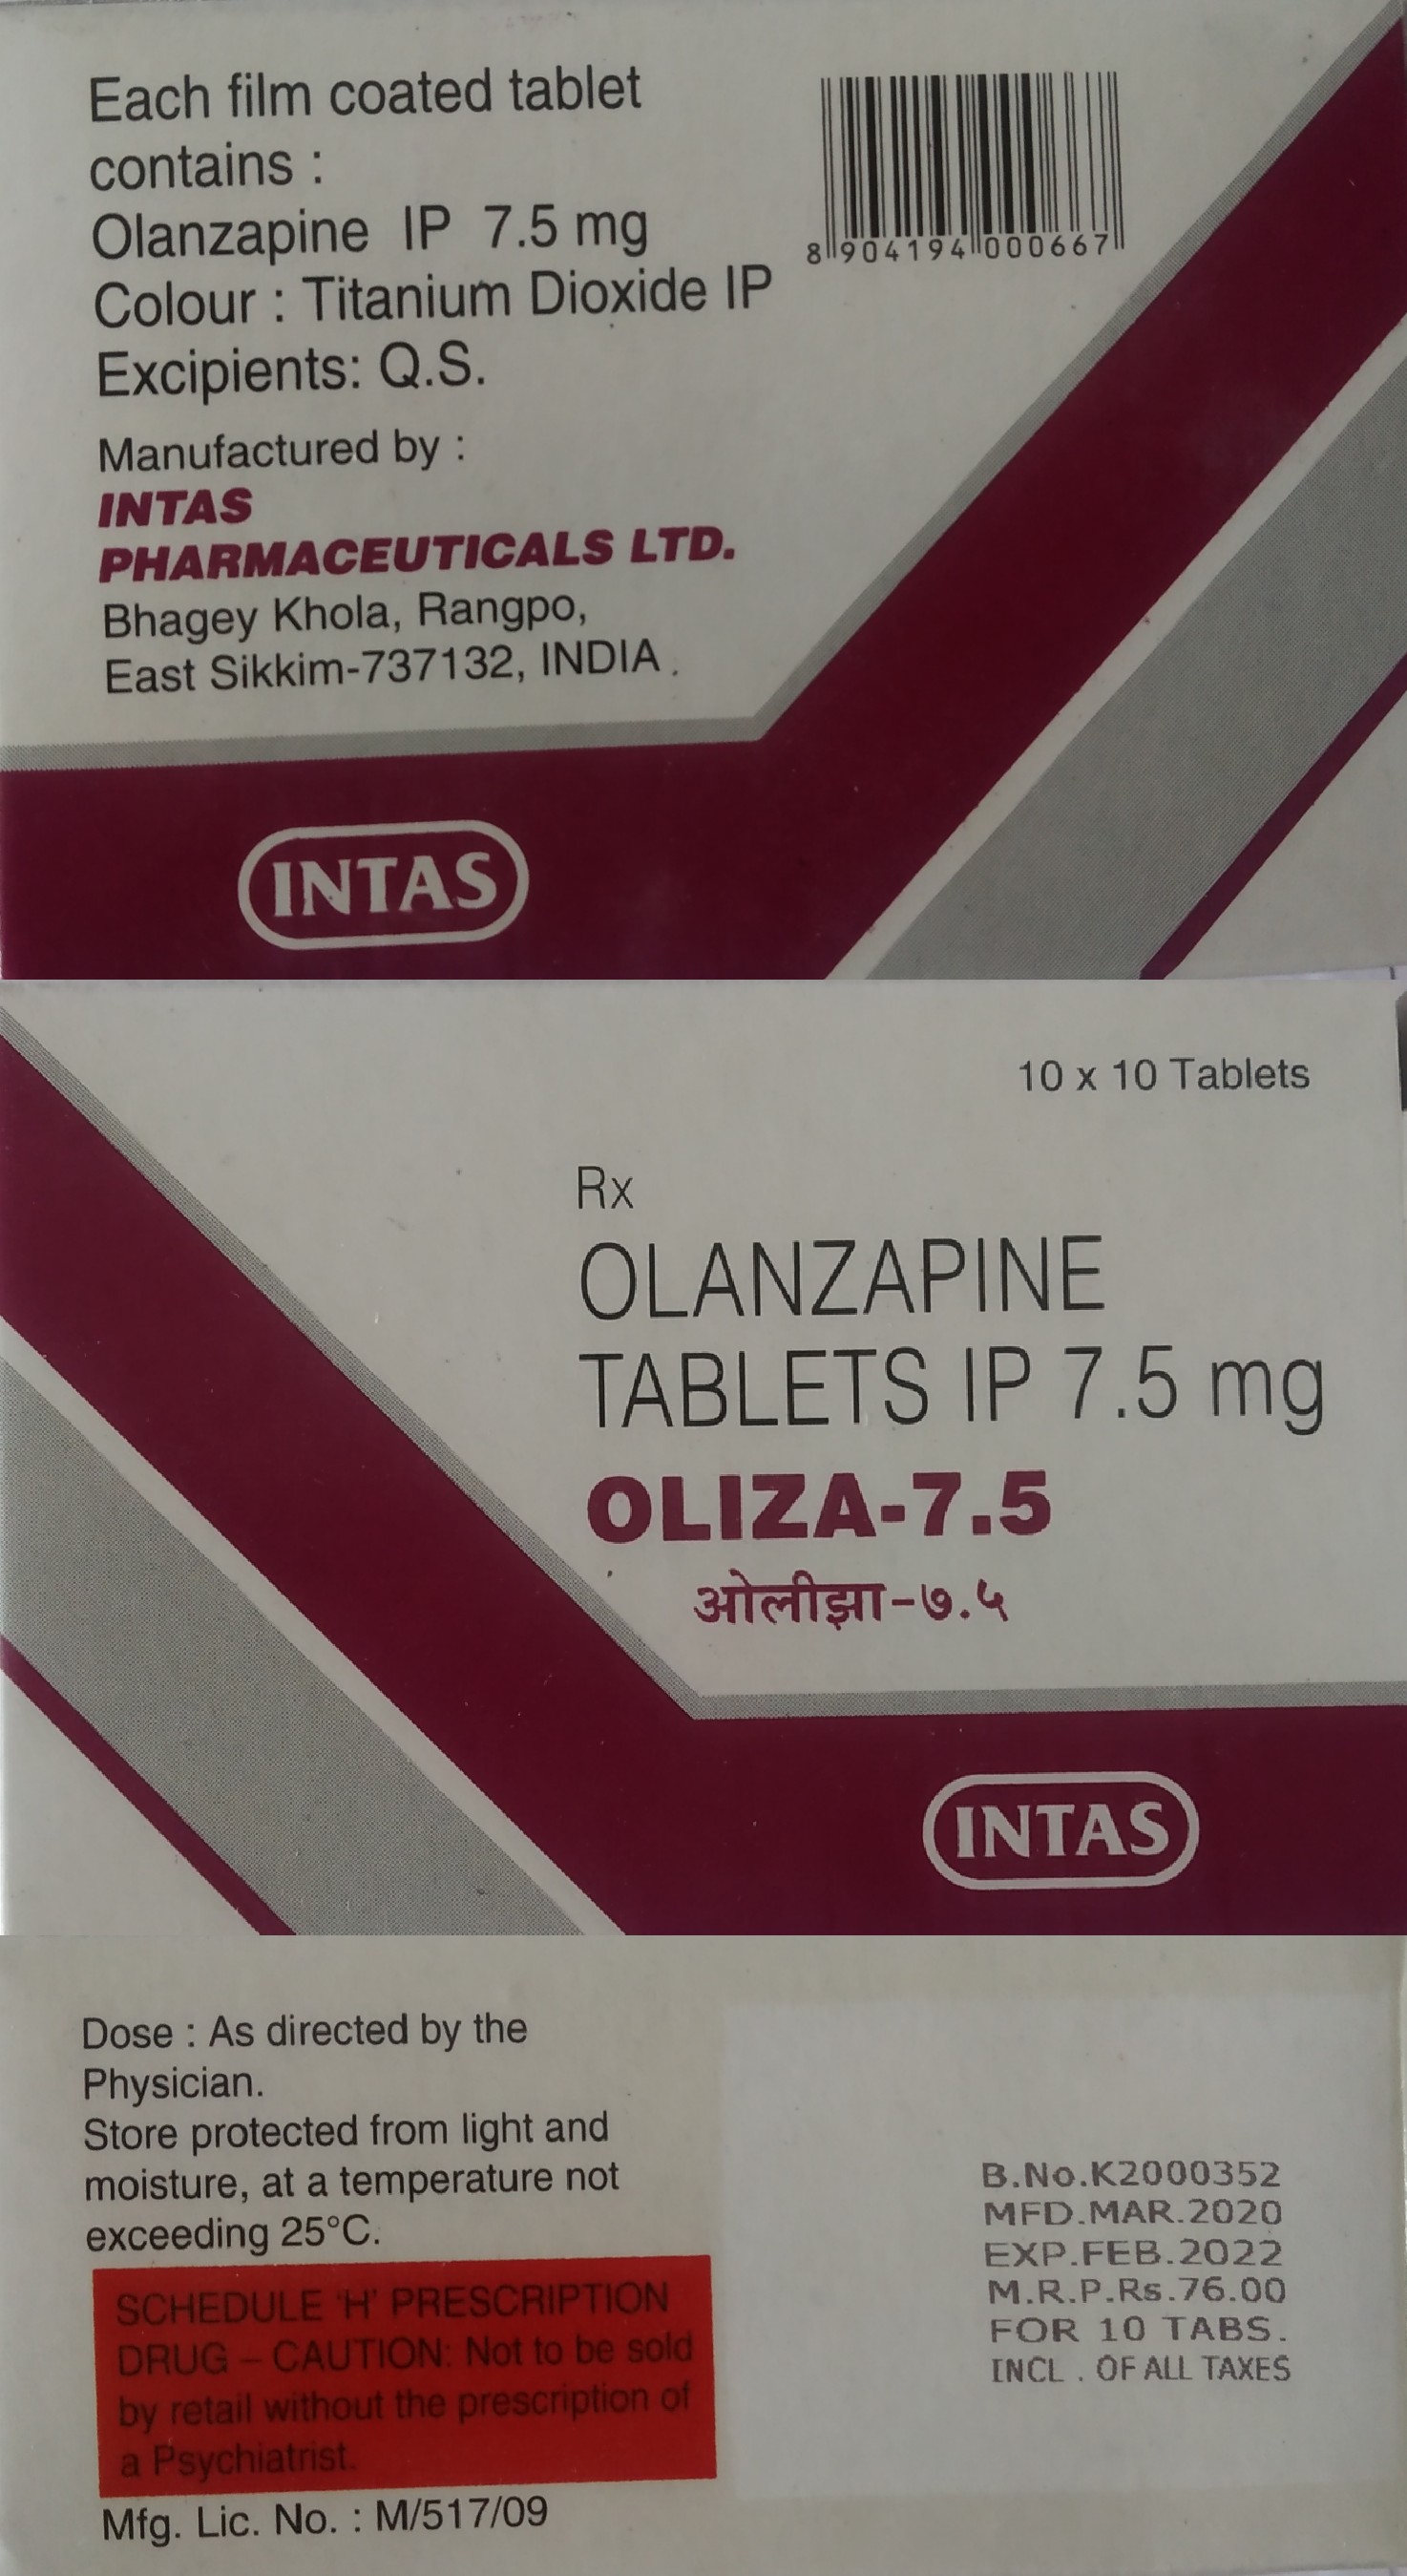 Each film coated tablet
contains :
Olanzapine IP 7.5 mg
Colour : Titanium Dioxide IP
Excipients: Q.S.
8 904194 000667
Manufactured by :
INTAS
PHARMACEUTICALS LTD.
Bhagey Khola, Rangpo,
East Sikkim-737132, INDIA .
INTAS
10 x 10 Tablets
Rx
OLANZAPINE
TABLETS IP 7.5 mg
OLIZA-7.5
ओलीझा-७.५
INTAS
Dose : As directed by the
Physician.
Store protected from light and
moisture, at a temperature not
exceeding 25°C.
SCHEDULE 'H' PRESCRIPTION
DRUG – CAUTION: Not to be sold
by retail without the prescription of
a Psychiatrist.
Mfg. Lic. No. : M/517/09
B.No.K2000352
MFD.MAR.2020
EXP.FEB.2022
M.R.P.Rs.76.00
FOR 10 TABS.
INCL . OF ALL TAXES